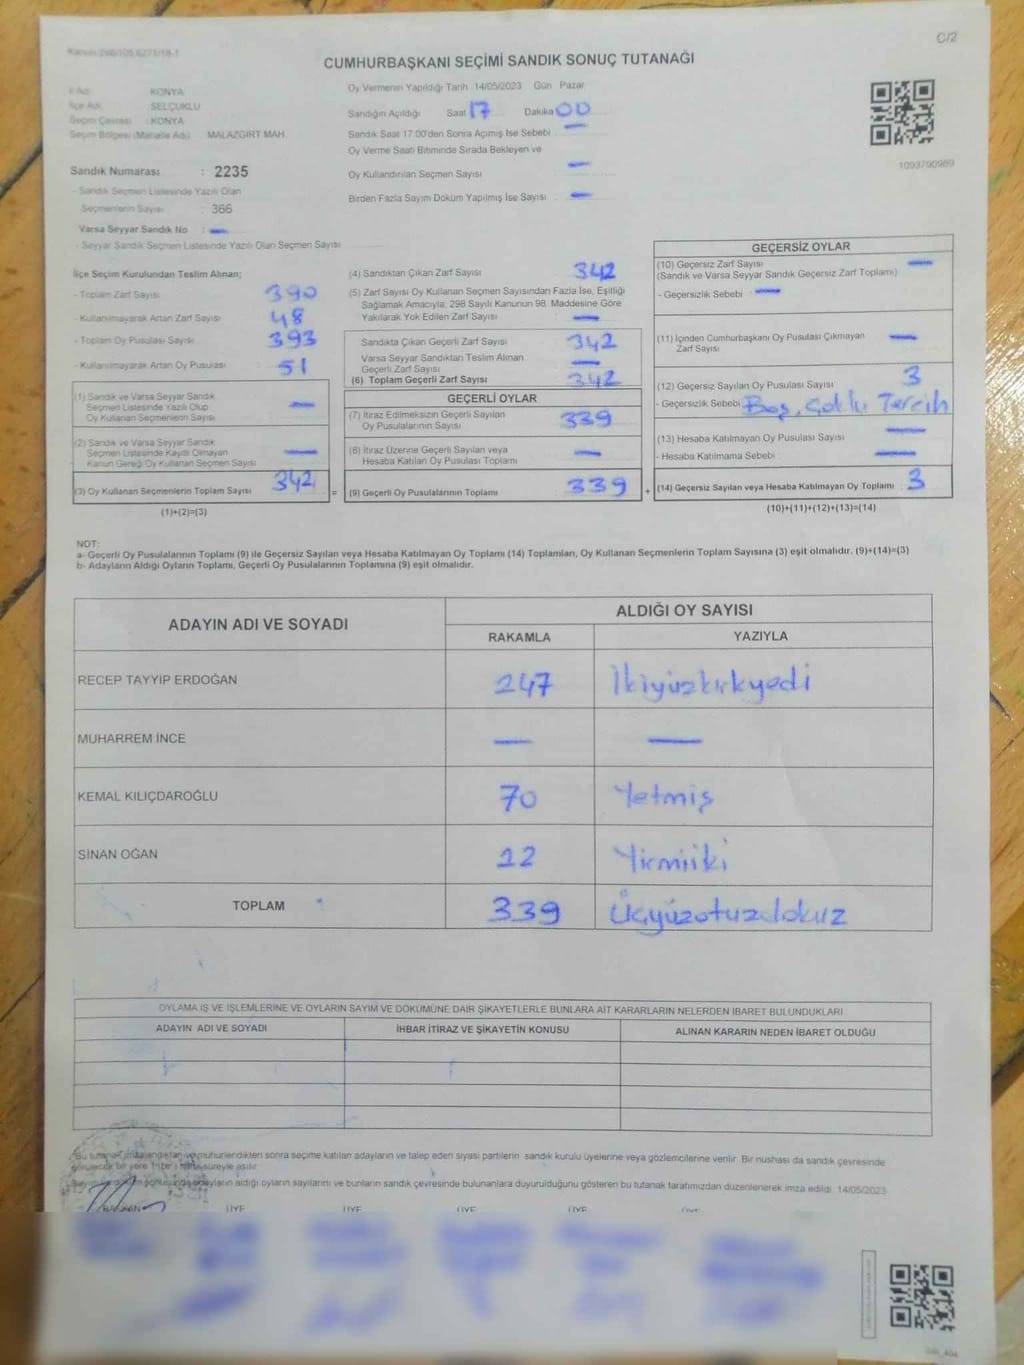 Kanun 298/105 6271/18-1
C/2
CUMHURBAŞKANI SEÇİMİ SANDIK SONUÇ TUTANAĞI
İl Adı KONYA
İlçe Adı SELÇUKLU
Seçim Çevresi : KONYA
Seçim Bölgesi (Mahalle Adı) MALAZGİRT MAH.
Sandık Numarası : 2235
- Sandık Seçmen Listesinde Yazılı Olan
Seçmenlerin Sayısı : 366
Varsa Seyyar Sandık No : —
- Seyyar Sandık Seçmen Listesinde Yazılı Olan Seçmen Sayısı
Oy Vermenin Yapıldığı Tarih 14/05/2023 Gün Pazar
Sandığın Açıldığı Saat 17 Dakika 00
Sandık Saat 17:00'den Sonra Açılmış İse Sebebi —
Oy Verme Saati Bitiminde Sırada Bekleyen ve
Oy Kullandırılan Seçmen Sayısı —
Birden Fazla Sayım Döküm Yapılmış İse Sayısı —
1093790989
İlçe Seçim Kurulundan Teslim Alınan;
- Toplam Zarf Sayısı 390
- Kullanılmayarak Artan Zarf Sayısı : 48
- Toplam Oy Pusulası Sayısı 393
- Kullanılmayarak Artan Oy Pusulası : 51
(1) Sandık ve Varsa Seyyar Sandık
Seçmen Listesinde Yazılı Olup
Oy Kullanan Seçmenlerin Sayısı —
(2) Sandık ve Varsa Seyyar Sandık
Seçmen Listesinde Kaydı Olmayan
Kanun Gereği Oy Kullanan Seçmen Sayısı —
(3) Oy Kullanan Seçmenlerin Toplam Sayısı 342 =
(1)+(2)=(3)
(4) Sandıktan Çıkan Zarf Sayısı 342
(5) Zarf Sayısı Oy Kullanan Seçmen Sayısından Fazla İse, Eşitliği
Sağlamak Amacıyla, 298 Sayılı Kanunun 98. Maddesine Göre
Yakılarak Yok Edilen Zarf Sayısı —
Sandıkta Çıkan Geçerli Zarf Sayısı 342
Varsa Seyyar Sandıktan Teslim Alınan
Geçerli Zarf Sayısı —
(6) Toplam Geçerli Zarf Sayısı 342
GEÇERLİ OYLAR
(7) İtiraz Edilmeksizin Geçerli Sayılan
Oy Pusulalarının Sayısı 339
(8) İtiraz Üzerine Geçerli Sayılan veya
Hesaba Katılan Oy Pusulası Toplamı —
(9) Geçerli Oy Pusulalarının Toplamı 339 +
GEÇERSİZ OYLAR
(10) Geçersiz Zarf Sayısı —
(Sandık ve Varsa Seyyar Sandık Geçersiz Zarf Toplamı)
- Geçersizlik Sebebi —
(11) İçinden Cumhurbaşkanı Oy Pusulası Çıkmayan
Zarf Sayısı —
(12) Geçersiz Sayılan Oy Pusulası Sayısı 3
- Geçersizlik Sebebi Boş, Çoklu Tercih
(13) Hesaba Katılmayan Oy Pusulası Sayısı —
- Hesaba Katılmama Sebebi —
(14) Geçersiz Sayılan veya Hesaba Katılmayan Oy Toplamı 3
(10)+(11)+(12)+(13)=(14)
NOT:
a- Geçerli Oy Pusulalarının Toplamı (9) ile Geçersiz Sayılan veya Hesaba Katılmayan Oy Toplamı (14) Toplamları, Oy Kullanan Seçmenlerin Toplam Sayısına (3) eşit olmalıdır. (9)+(14)=(3)
b- Adayların Aldığı Oyların Toplamı, Geçerli Oy Pusulalarının Toplamına (9) eşit olmalıdır.
ADAYIN ADI VE SOYADI ALDIĞI OY SAYISI
RAKAMLA YAZIYLA
RECEP TAYYİP ERDOĞAN 247 İkiyüzkırkyedi
MUHARREM İNCE — —
KEMAL KILIÇDAROĞLU 70 Yetmiş
SİNAN OĞAN 22 Yirmiiki
TOPLAM 339 Üçyüzotuzdokuz
OYLAMA İŞ VE İŞLEMLERİNE VE OYLARIN SAYIM VE DÖKÜMÜNE DAİR ŞİKAYETLERLE BUNLARA AİT KARARLARIN NELERDEN İBARET BULUNDUKLARI
ADAYIN ADI VE SOYADI İHBAR İTİRAZ VE ŞİKAYETİN KONUSU ALINAN KARARIN NEDEN İBARET OLDUĞU
Bu tutanak imzalandıktan ve mühürlendikten sonra seçime katılan adayların ve talep eden siyasi partilerin sandık kurulu üyelerine veya gözlemcilerine verilir. Bir nüshası da sandık çevresinde
görülecek bir yere 1 hafta süreyle asılır.
adayların aldığı oyların sayılarını ve bunların sandık çevresinde bulunanlara duyurulduğunu gösteren bu tutanak tarafımızdan düzenlenerek imza edildi. 14/05/2023
BAŞKAN ÜYE ÜYE ÜYE ÜYE ÜYE